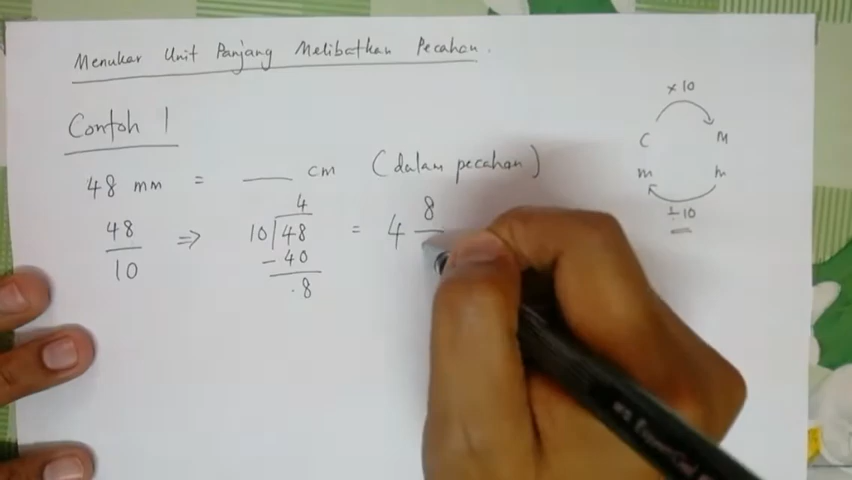 Menukar Unit Panjang Melibatkan Pecahan.
Contoh 1
48 mm = ___ cm (dalam pecahan)
48/10 ⇒ 10)48 = 4 8/
4
-40
.8
×10
C M
m m
÷10